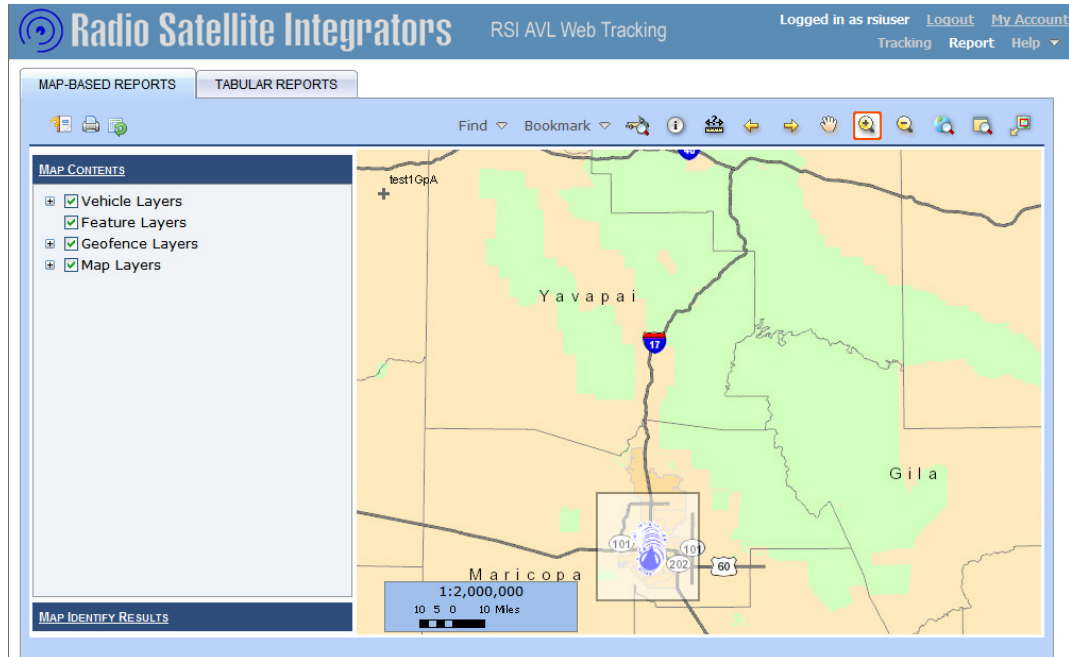 Radio Satellite Integrators
RSI AVL Web Tracking
Logged in as rsiuser Logout My Account
Tracking Report Help
MAP-BASED REPORTS TABULAR REPORTS
Find Bookmark
MAP CONTENTS
Vehicle Layers
Feature Layers
Geofence Layers
Map Layers
MAP IDENTIFY RESULTS
40
test1GpA
Yavapai
17
Gila
101
101
202
60
Maricopa
1:2,000,000
10 5 0 10 Miles